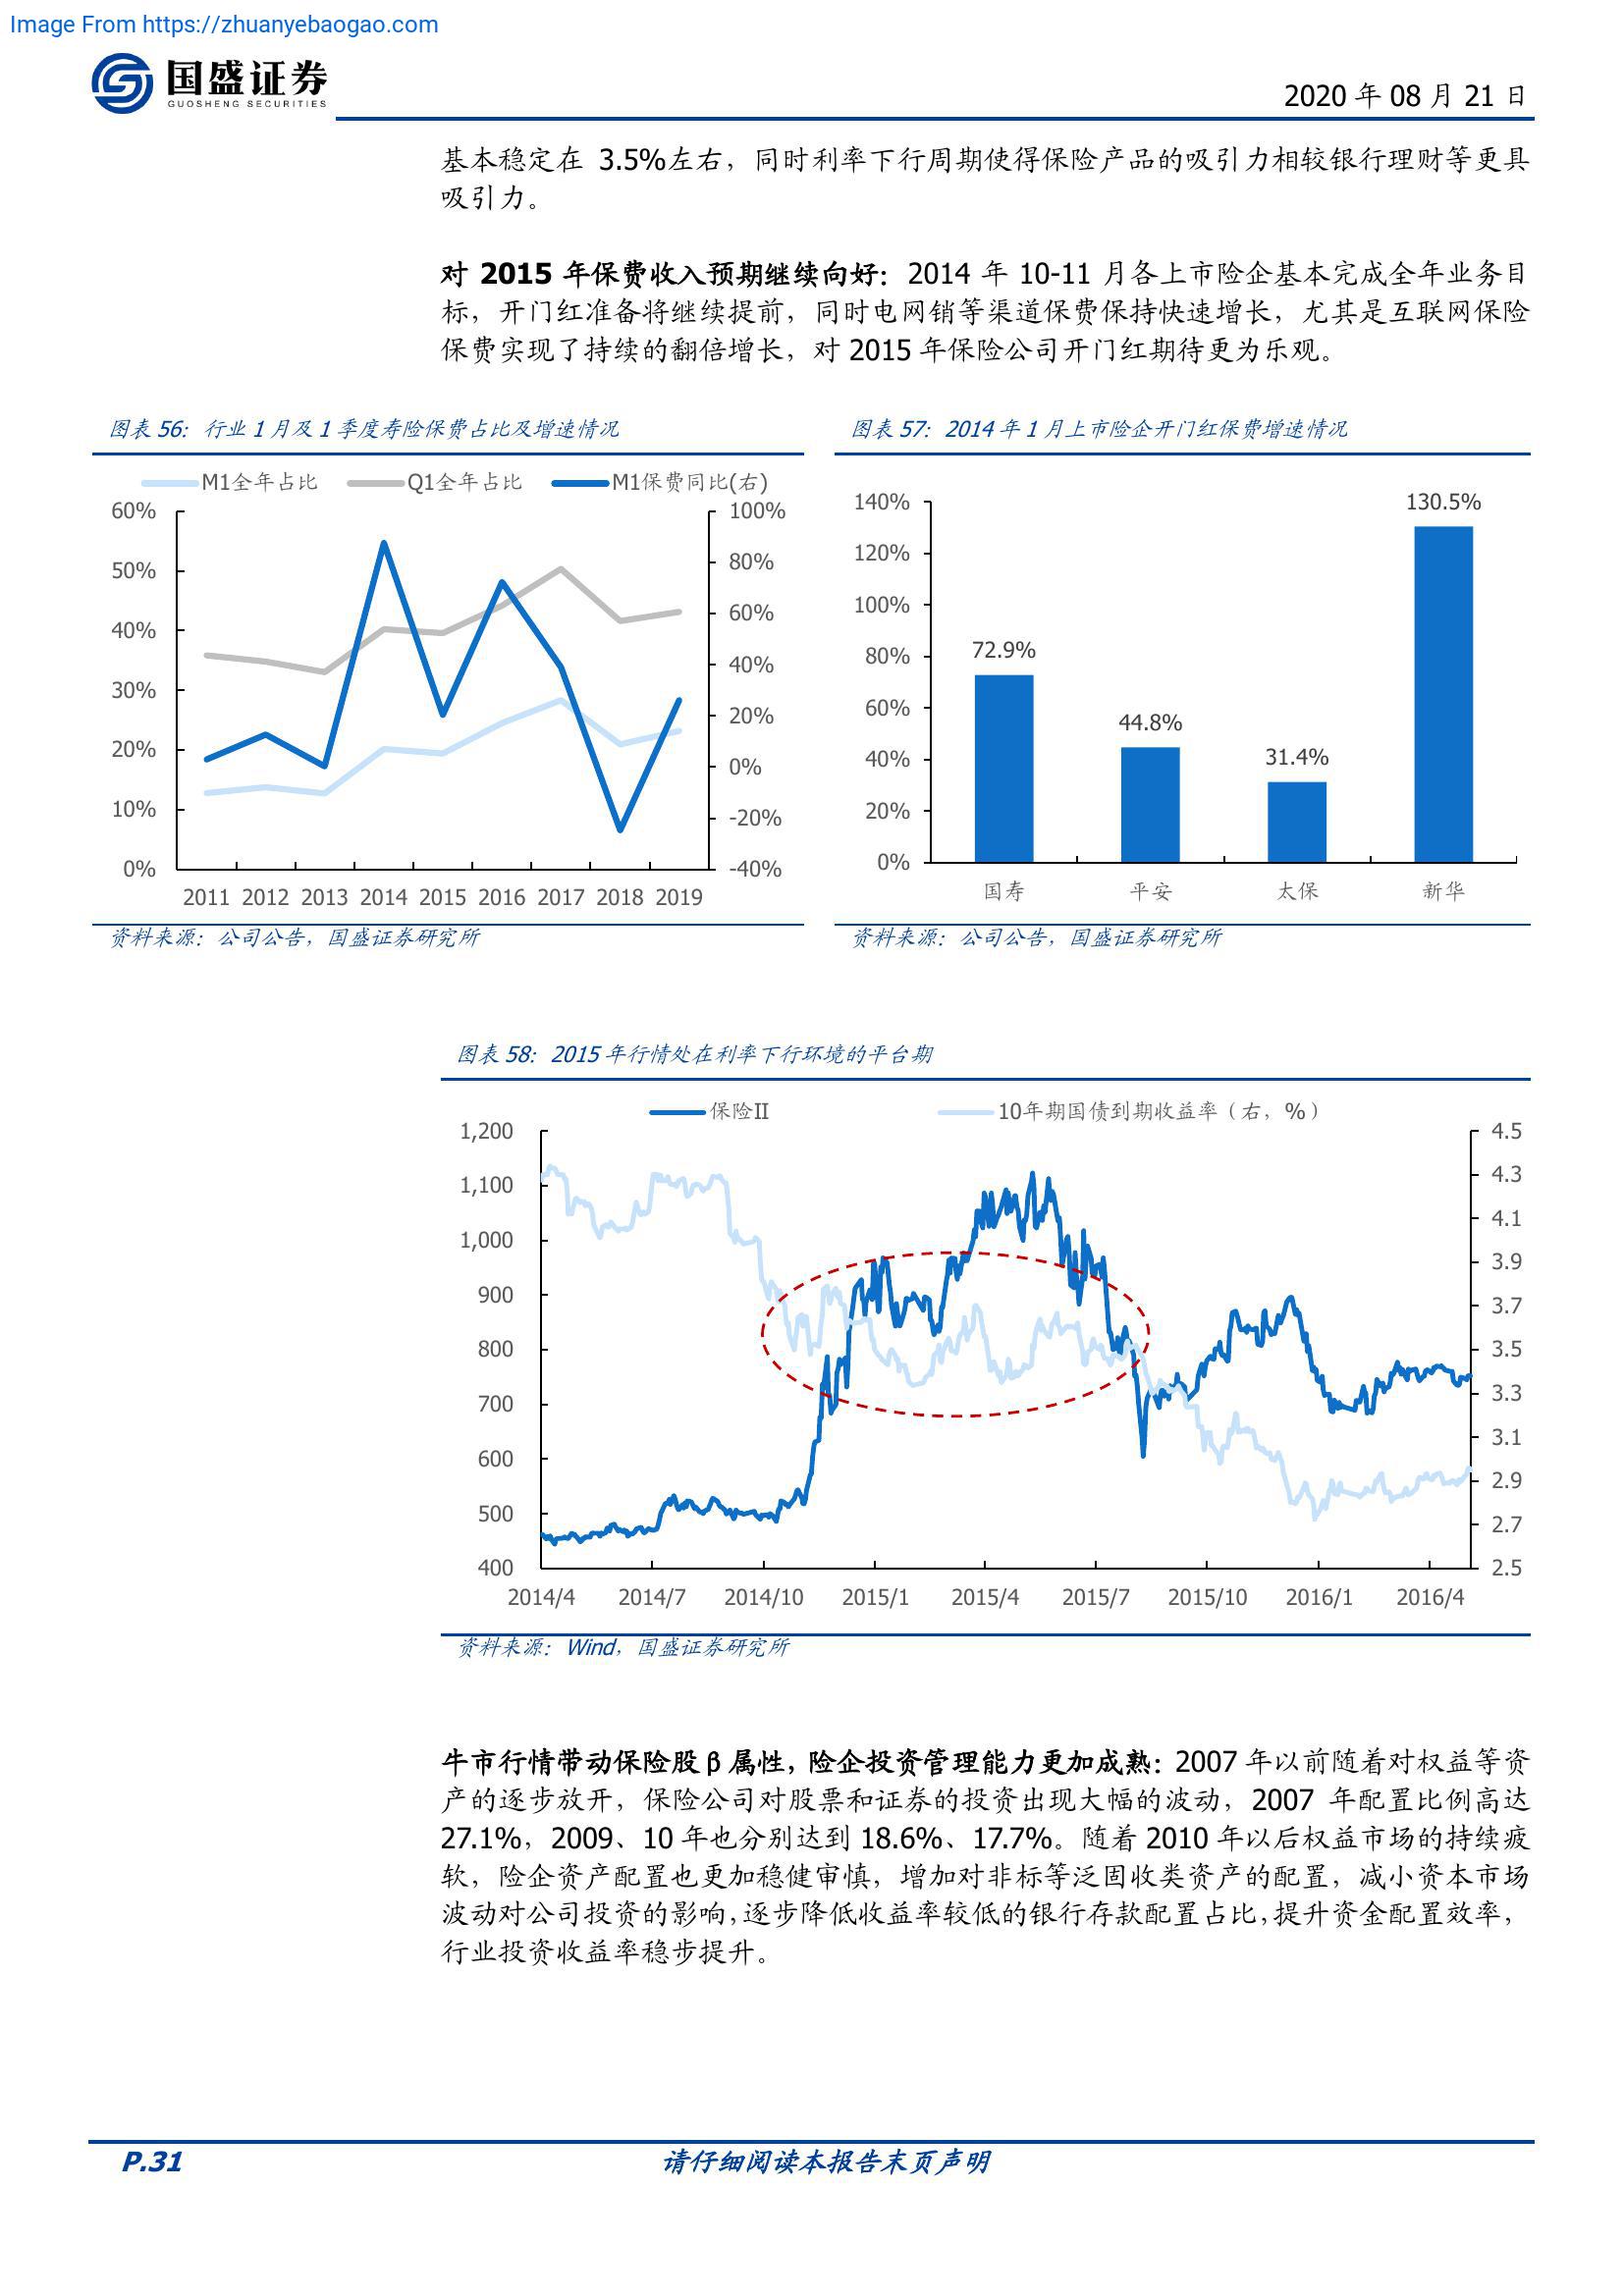 Image From https://zhuanyebaogao.com
国盛证券
GUOSHENG SECURITIES
2020 年 08 月 21 日
基本稳定在 3.5%左右，同时利率下行周期使得保险产品的吸引力相较银行理财等更具
吸引力。
对 2015 年保费收入预期继续向好：2014 年 10-11 月各上市险企基本完成全年业务目
标，开门红准备将继续提前，同时电网销等渠道保费保持快速增长，尤其是互联网保险
保费实现了持续的翻倍增长，对 2015 年保险公司开门红期待更为乐观。
图表 56：行业 1 月及 1 季度寿险保费占比及增速情况
M1全年占比 Q1全年占比 M1保费同比(右)
60% 100%
50% 80%
40% 60%
30% 40%
20% 20%
10% 0%
0% -20%
-40%
2011 2012 2013 2014 2015 2016 2017 2018 2019
资料来源：公司公告，国盛证券研究所
图表 57：2014 年 1 月上市险企开门红保费增速情况
140%
120%
100%
80%
60%
40%
20%
0%
72.9% 44.8% 31.4% 130.5%
国寿 平安 太保 新华
资料来源：公司公告，国盛证券研究所
图表 58：2015 年行情处在利率下行环境的平台期
保险II 10年期国债到期收益率（右，%）
1,200 4.5
1,100 4.3
1,000 4.1
900 3.9
800 3.7
700 3.5
600 3.3
500 3.1
400 2.9
2.7
2.5
2014/4 2014/7 2014/10 2015/1 2015/4 2015/7 2015/10 2016/1 2016/4
资料来源：Wind，国盛证券研究所
牛市行情带动保险股 β 属性，险企投资管理能力更加成熟：2007 年以前随着对权益等资
产的逐步放开，保险公司对股票和证券的投资出现大幅的波动，2007 年配置比例高达
27.1%，2009、10 年也分别达到 18.6%、17.7%。随着 2010 年以后权益市场的持续疲
软，险企资产配置也更加稳健审慎，增加对非标等泛固收类资产的配置，减小资本市场
波动对公司投资的影响，逐步降低收益率较低的银行存款配置占比，提升资金配置效率，
行业投资收益率稳步提升。
P.31
请仔细阅读本报告末页声明